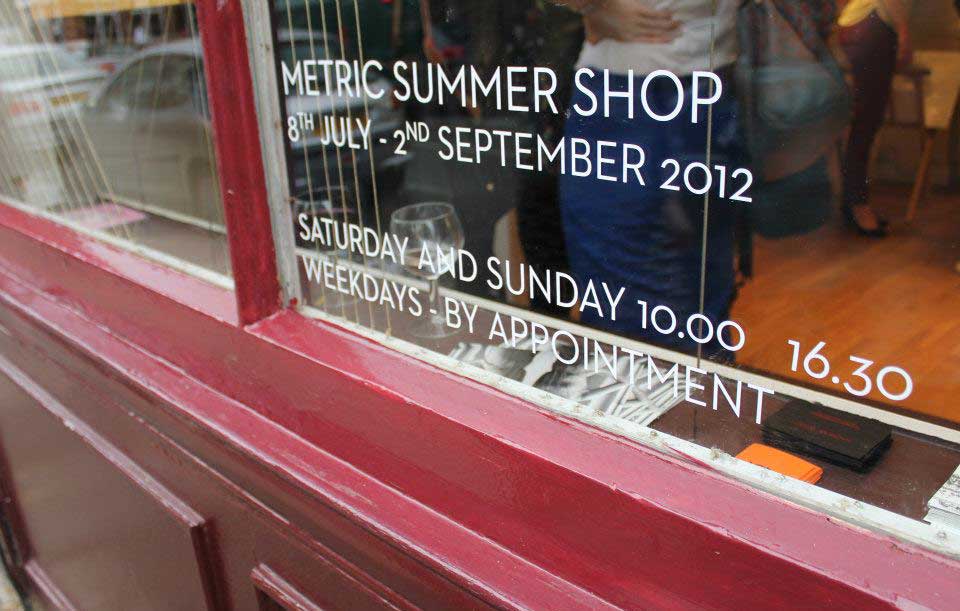 METRIC SUMMER SHOP
8TH JULY - 2ND SEPTEMBER 2012
SATURDAY AND SUNDAY 10.00 16.30
WEEKDAYS - BY APPOINTMENT